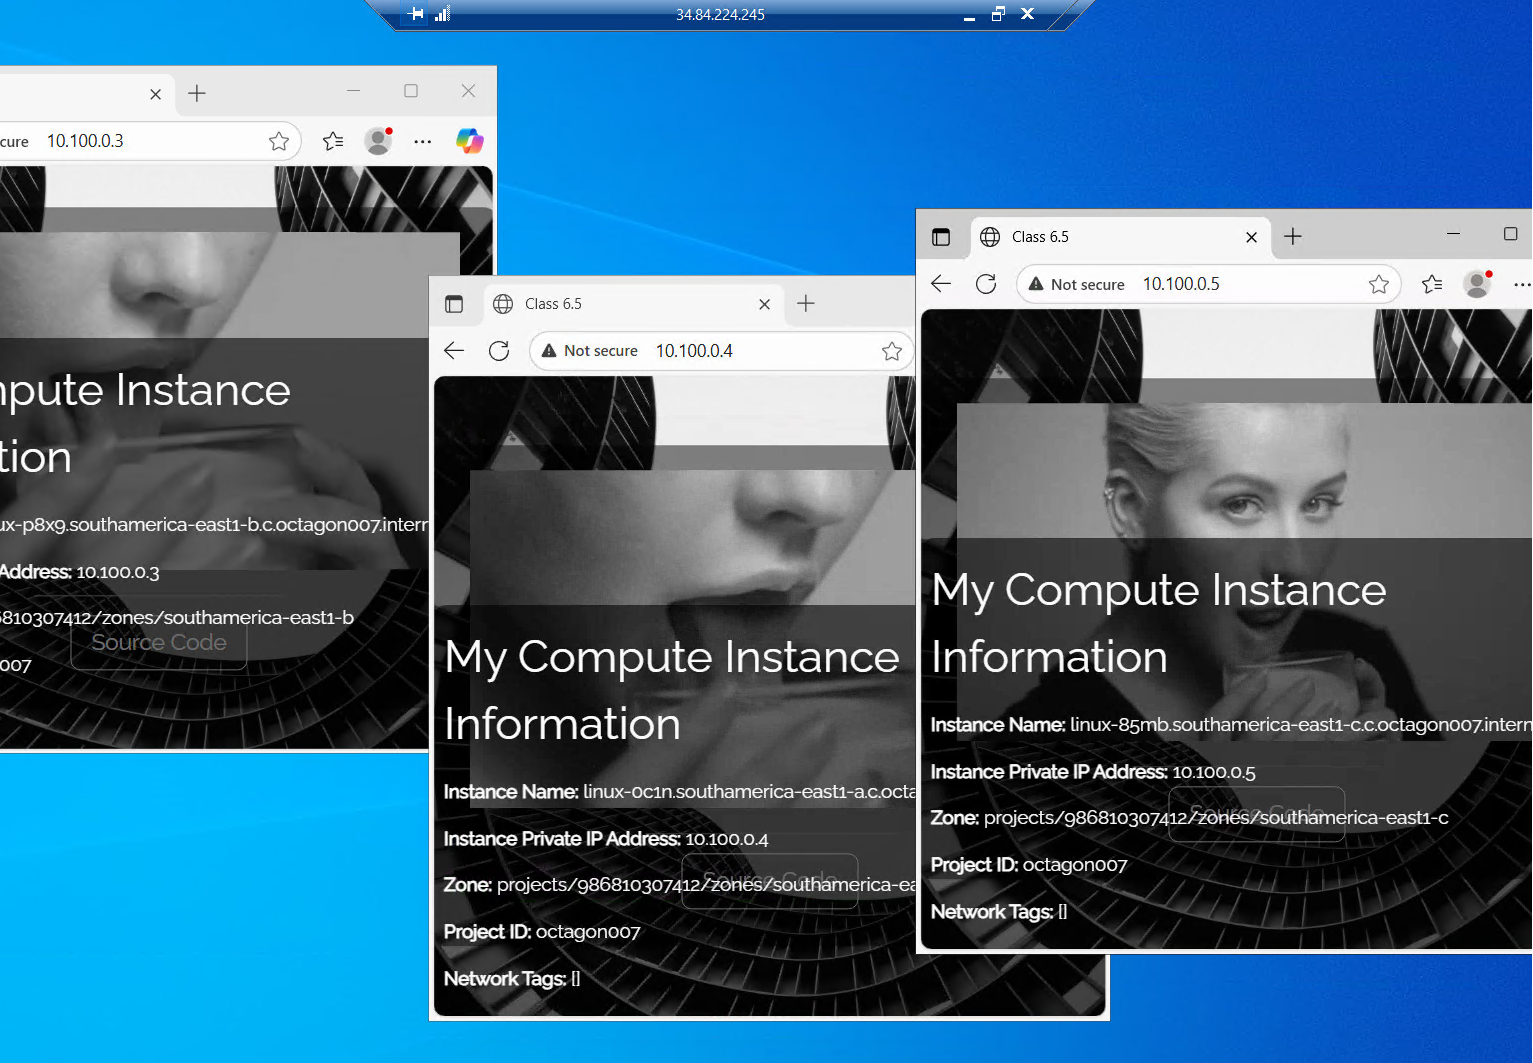 34.84.224.245
cure 10.100.0.3
mpute Instance
tion
ux-p8x9.southamerica-east1-b.c.octagon007.intern
Address: 10.100.0.3
6810307412/zones/southamerica-east1-b
Source Code
007
Class 6.5
Not secure 10.100.0.4
My Compute Instance
Information
Instance Name: linux-0c1n.southamerica-east1-a.c.octa
Instance Private IP Address: 10.100.0.4
Zone: projects/986810307412/zones/southamerica-ea
Source Code
Project ID: octagon007
Network Tags: []
Class 6.5
Not secure 10.100.0.5
My Compute Instance
Information
Instance Name: linux-85mb.southamerica-east1-c.c.octagon007.intern
Instance Private IP Address: 10.100.0.5
Zone: projects/986810307412/zones/southamerica-east1-c
Source Code
Project ID: octagon007
Network Tags: []